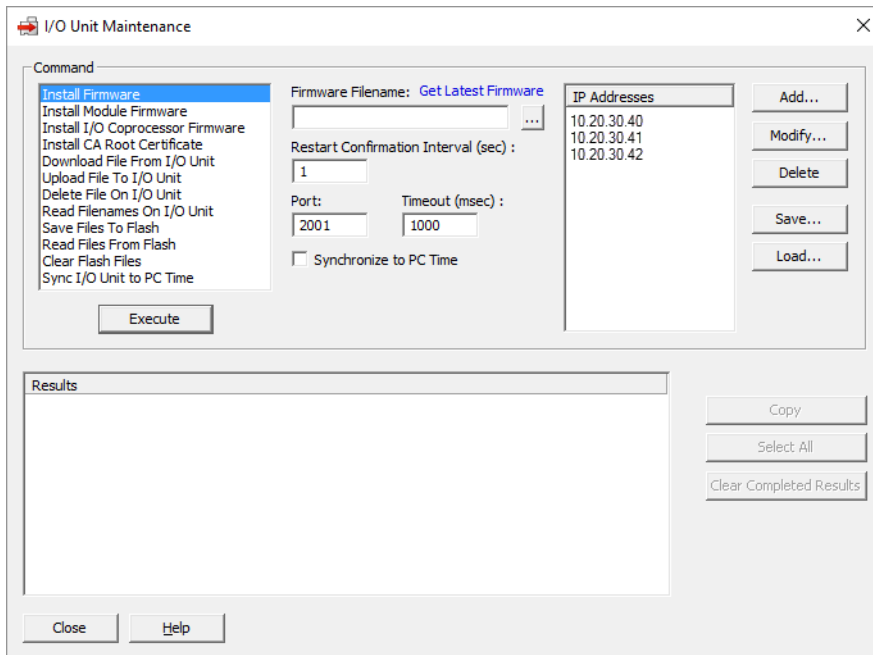 I/O Unit Maintenance
Command
Install Firmware
Install Module Firmware
Install I/O Coprocessor Firmware
Install CA Root Certificate
Download File From I/O Unit
Upload File To I/O Unit
Delete File On I/O Unit
Read Filenames On I/O Unit
Save Files To Flash
Read Files From Flash
Clear Flash Files
Sync I/O Unit to PC Time
Execute
Firmware Filename: Get Latest Firmware
...
Restart Confirmation Interval (sec) :
1
Port: Timeout (msec) :
2001 1000
Synchronize to PC Time
IP Addresses
10.20.30.40
10.20.30.41
10.20.30.42
Add...
Modify...
Delete
Save...
Load...
Results
Copy
Select All
Clear Completed Results
Close Help